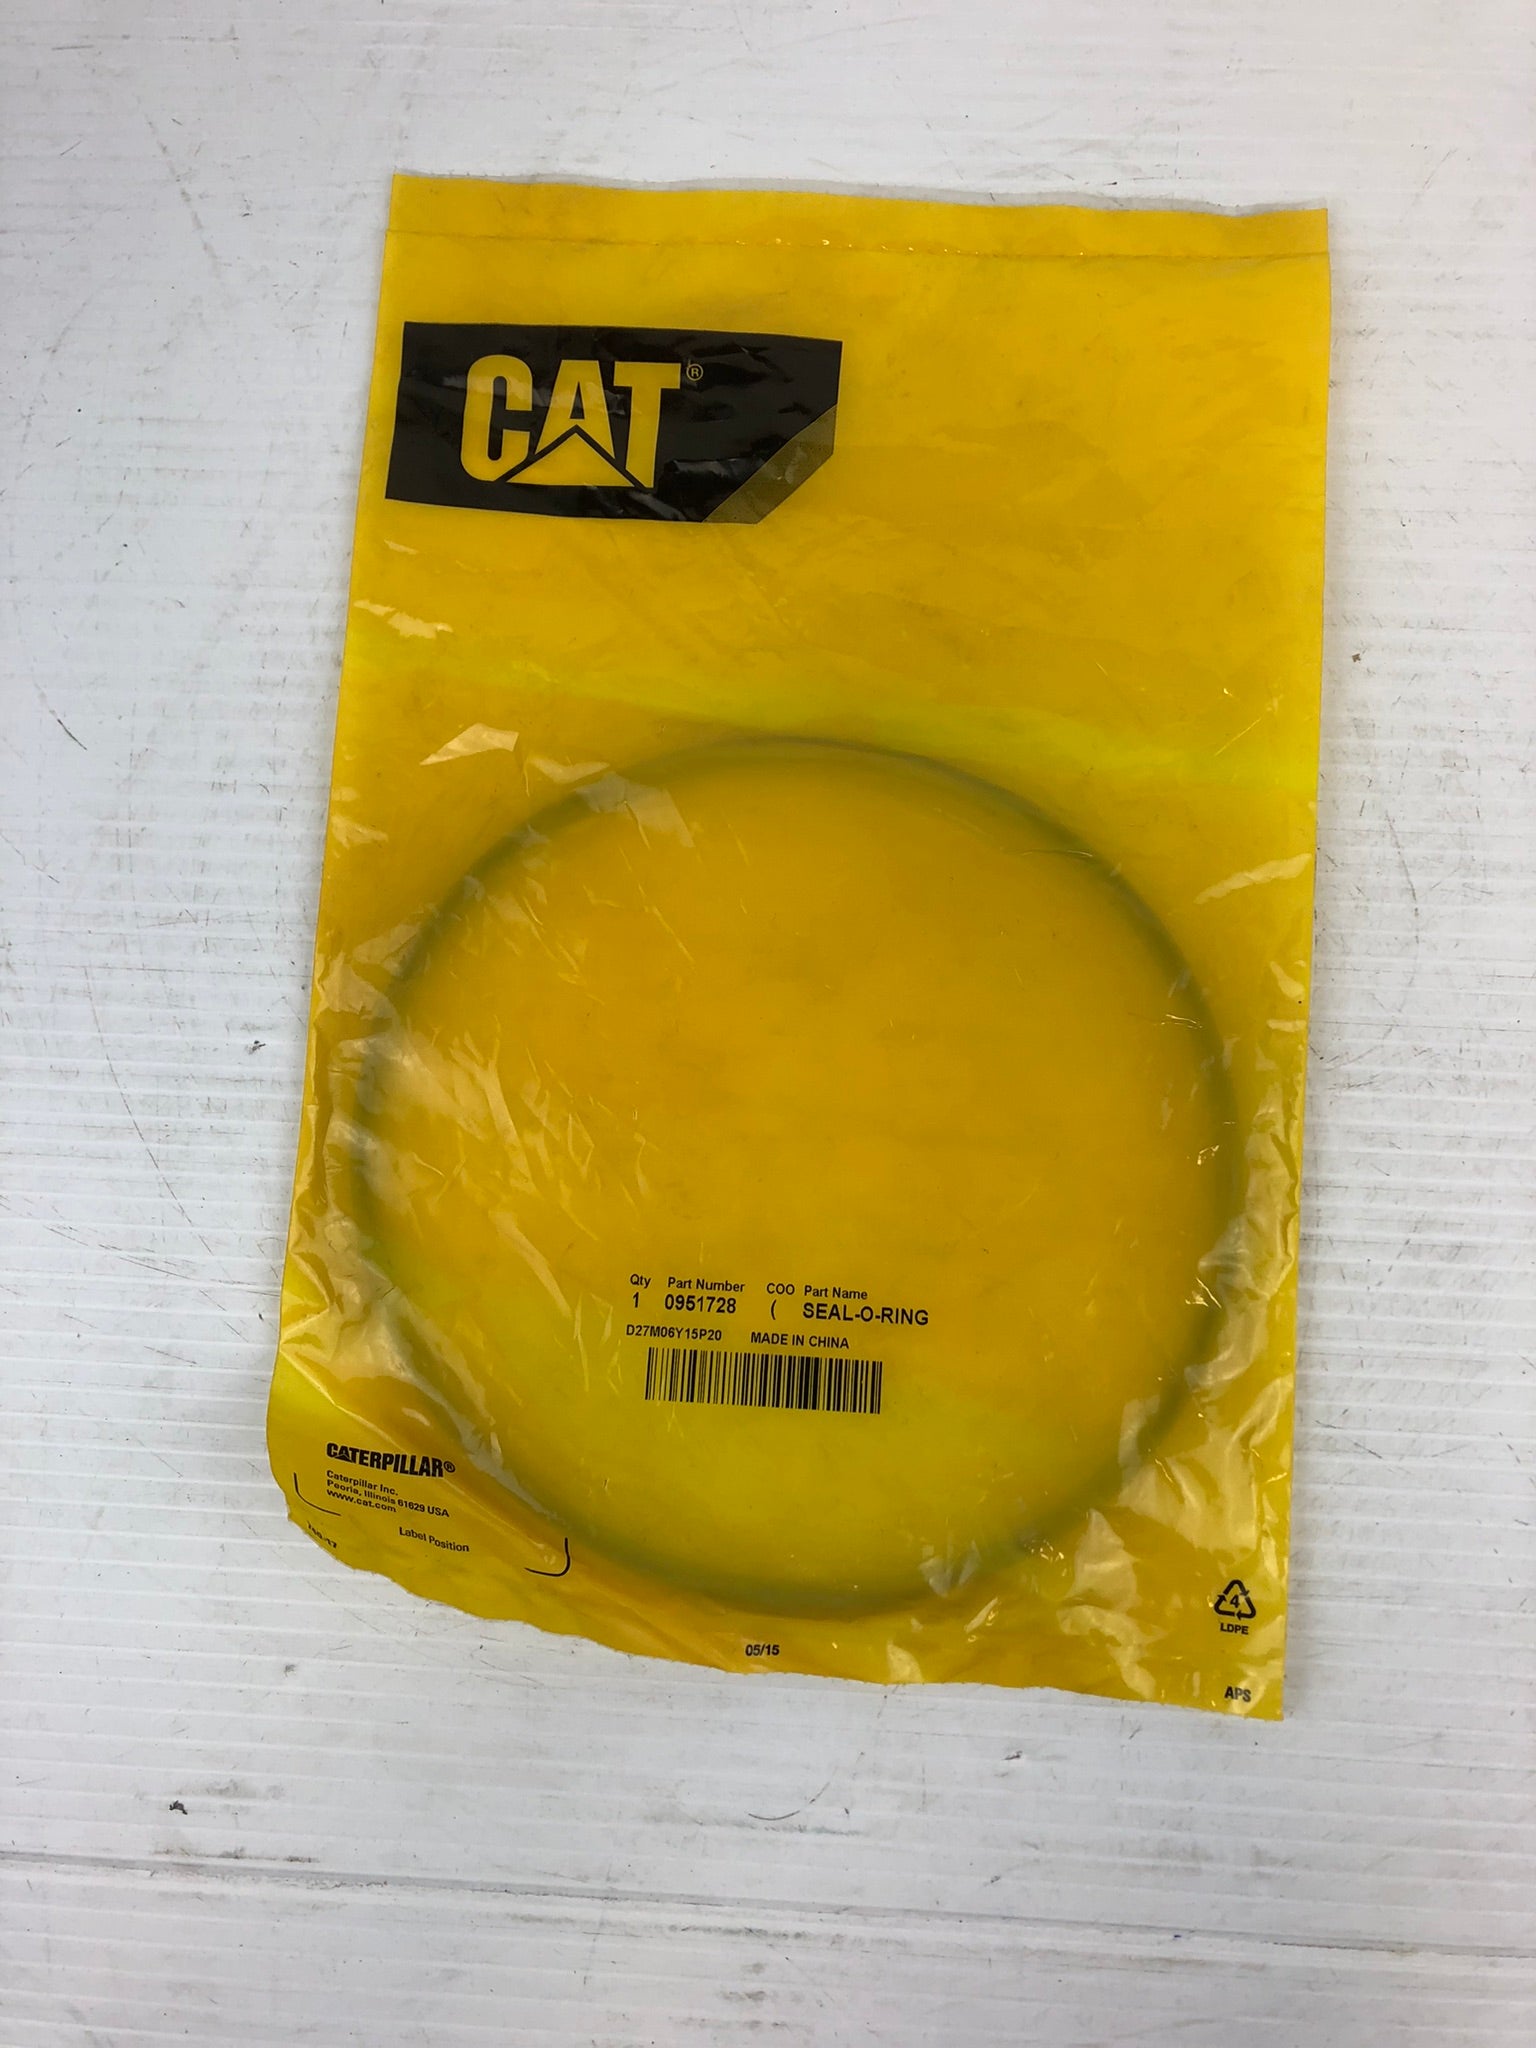 CAT®
Qty Part Number COO Part Name
1 0951728 ( SEAL-O-RING
D27M06Y15P20 MADE IN CHINA
CATERPILLAR®
Caterpillar Inc.
Peoria, Illinois 61629 USA
www.cat.com
Label Position
05/15
4
LDPE
APS